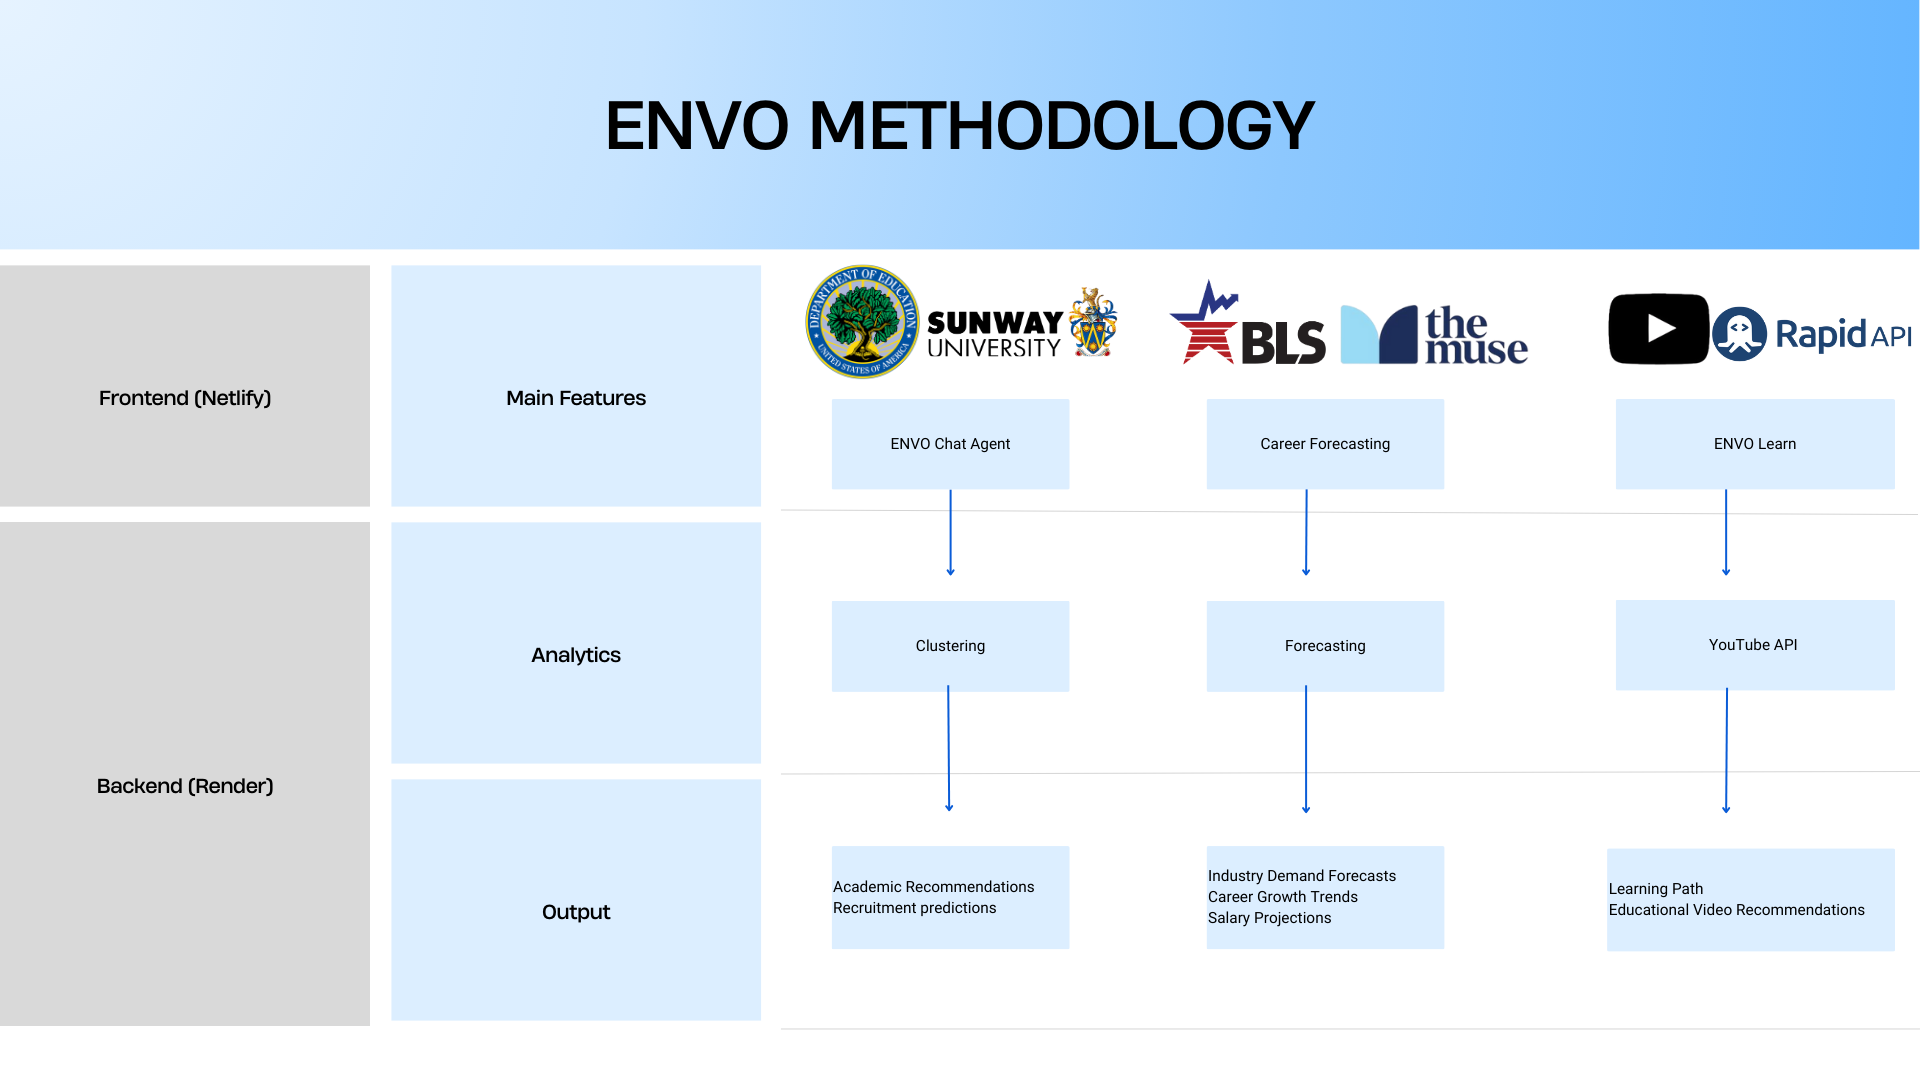 ENVO METHODOLOGY
DEPARTMENT OF EDUCATION
UNITED STATES OF AMERICA
SUNWAY
UNIVERSITY
BLS
the
muse
Rapid API
Frontend (Netlify)
Main Features
ENVO Chat Agent
Career Forecasting
ENVO Learn
Backend (Render)
Analytics
Clustering
Forecasting
YouTube API
Output
Academic Recommendations
Recruitment predictions
Industry Demand Forecasts
Career Growth Trends
Salary Projections
Learning Path
Educational Video Recommendations